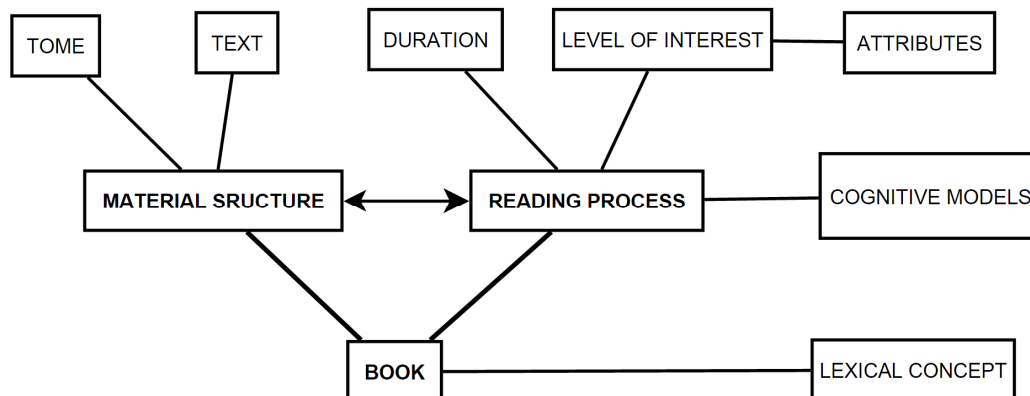 TOME
TEXT
DURATION
LEVEL OF INTEREST
ATTRIBUTES
MATERIAL SRUCTURE
READING PROCESS
COGNITIVE MODELS
BOOK
LEXICAL CONCEPT